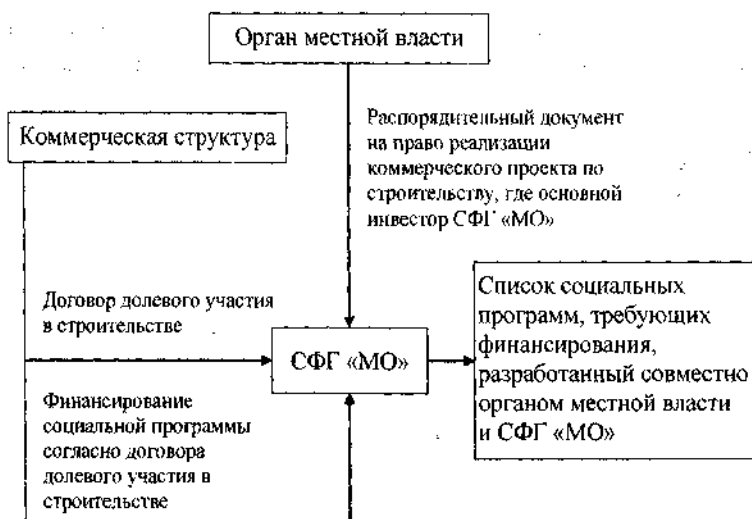 Орган местной власти
Коммерческая структура
Распорядительный документ
на право реализации
коммерческого проекта по
строительству, где основной
инвестор СФГ «МО»
Договор долевого участия
в строительстве
СФГ «МО»
Список социальных
программ, требующих
финансирования,
разработанный совместно
органом местной власти
и СФГ «МО»
Финансирование
социальной программы
согласно договора
долевого участия в
строительстве